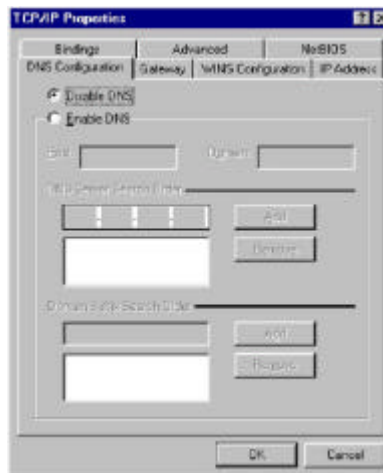 TCP/IP Properties
Bindings Advanced NetBIOS
DNS Configuration Gateway WINS Configuration IP Address
Disable DNS
Enable DNS
Host: Domain:
DNS Server Search Order
Add
Remove
Domain Suffix Search Order
Add
Remove
OK Cancel